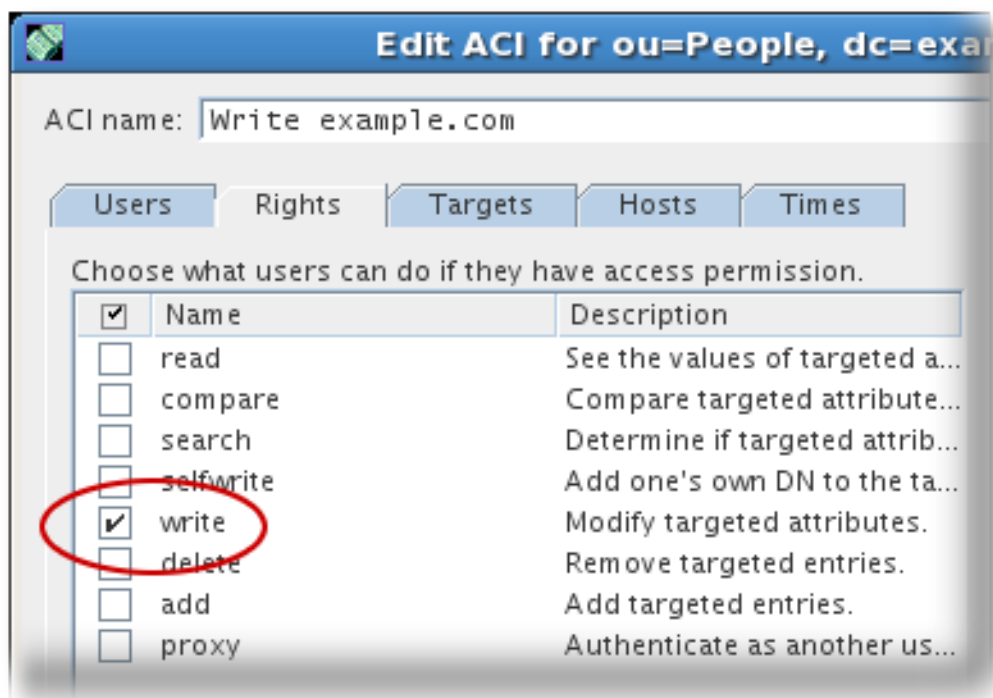 Edit ACI for ou=People, dc=exa
ACI name: Write example.com
Users Rights Targets Hosts Times
Choose what users can do if they have access permission.
Name Description
read See the values of targeted a...
compare Compare targeted attribute...
search Determine if targeted attrib...
selfwrite Add one's own DN to the ta...
write Modify targeted attributes.
delete Remove targeted entries.
add Add targeted entries.
proxy Authenticate as another us...